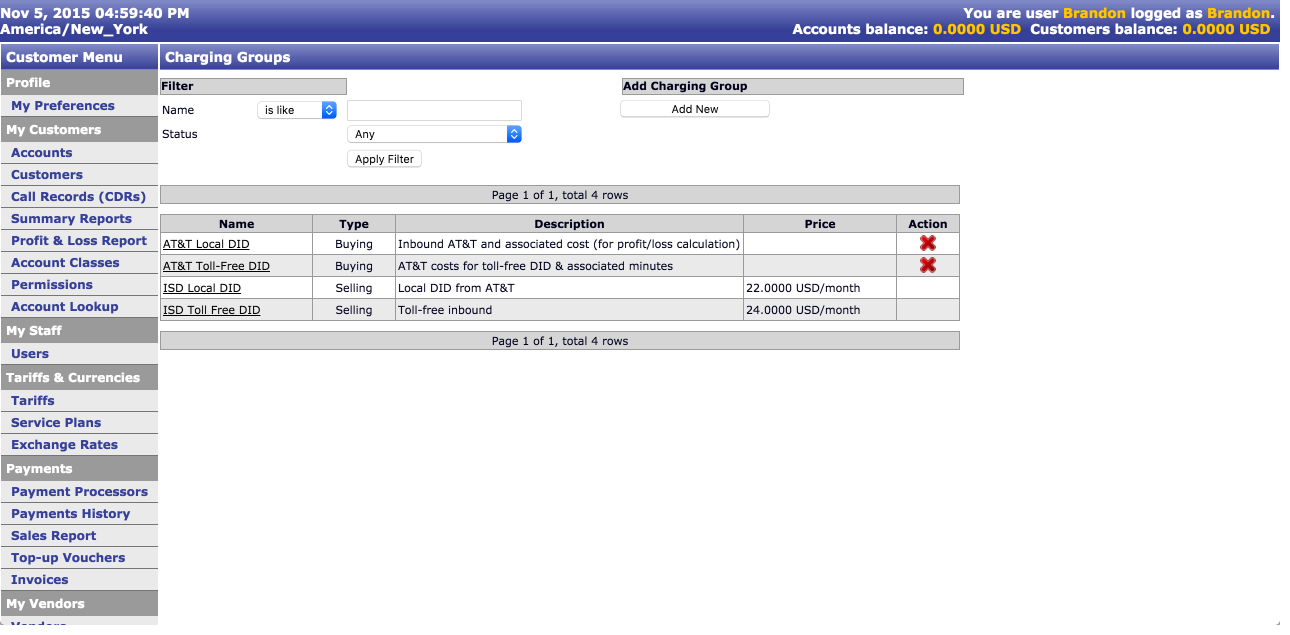 Nov 5, 2015 04:59:40 PM
America/New_York
You are user Brandon logged as Brandon.
Accounts balance: 0.0000 USD Customers balance: 0.0000 USD
Customer Menu
Profile
My Preferences
My Customers
Accounts
Customers
Call Records (CDRs)
Summary Reports
Profit & Loss Report
Account Classes
Permissions
Account Lookup
My Staff
Users
Tariffs & Currencies
Tariffs
Service Plans
Exchange Rates
Payments
Payment Processors
Payments History
Sales Report
Top-up Vouchers
Invoices
My Vendors
Vendors
Charging Groups
Filter
Name is like
Status Any
Apply Filter
Add Charging Group
Add New
Page 1 of 1, total 4 rows
Name Type Description Price Action
AT&T Local DID Buying Inbound AT&T and associated cost (for profit/loss calculation)
AT&T Toll-Free DID Buying AT&T costs for toll-free DID & associated minutes
ISD Local DID Selling Local DID from AT&T 22.0000 USD/month
ISD Toll Free DID Selling Toll-free inbound 24.0000 USD/month
Page 1 of 1, total 4 rows